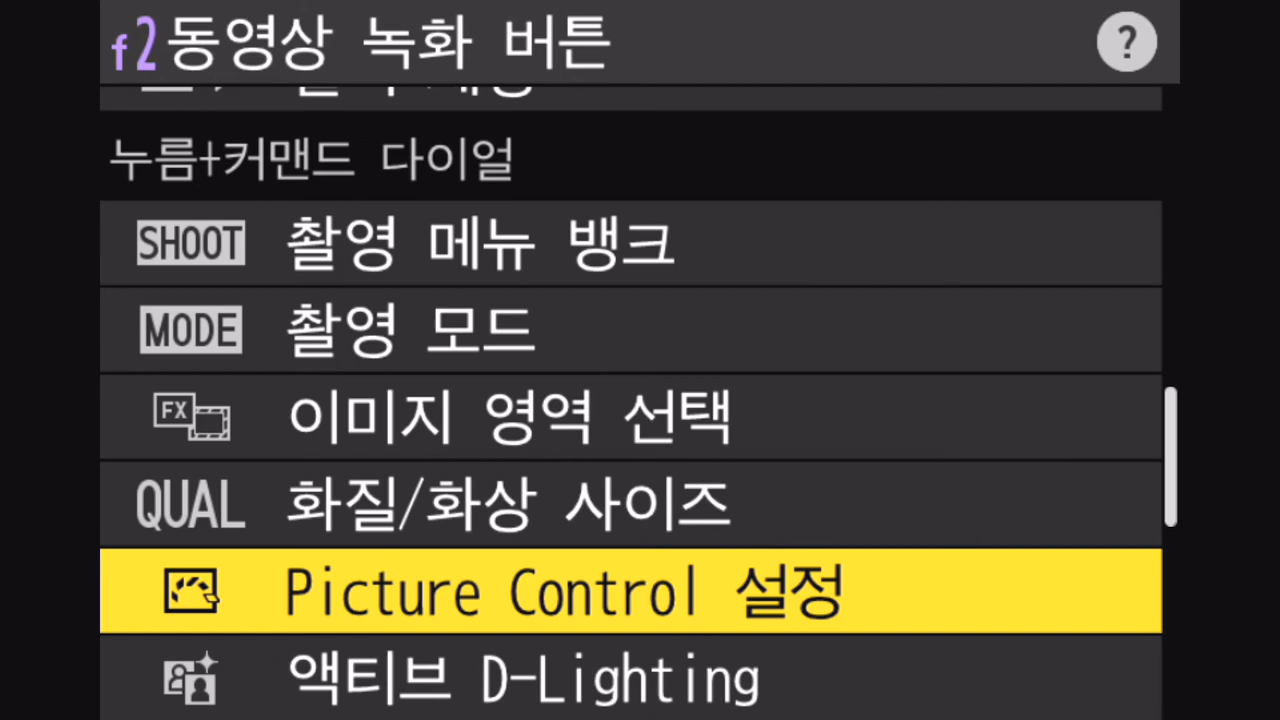 f2동영상 녹화 버튼
?
누름+커맨드 다이얼
SHOOT 촬영 메뉴 뱅크
MODE 촬영 모드
FX 이미지 영역 선택
QUAL 화질/화상 사이즈
Picture Control 설정
액티브 D-Lighting